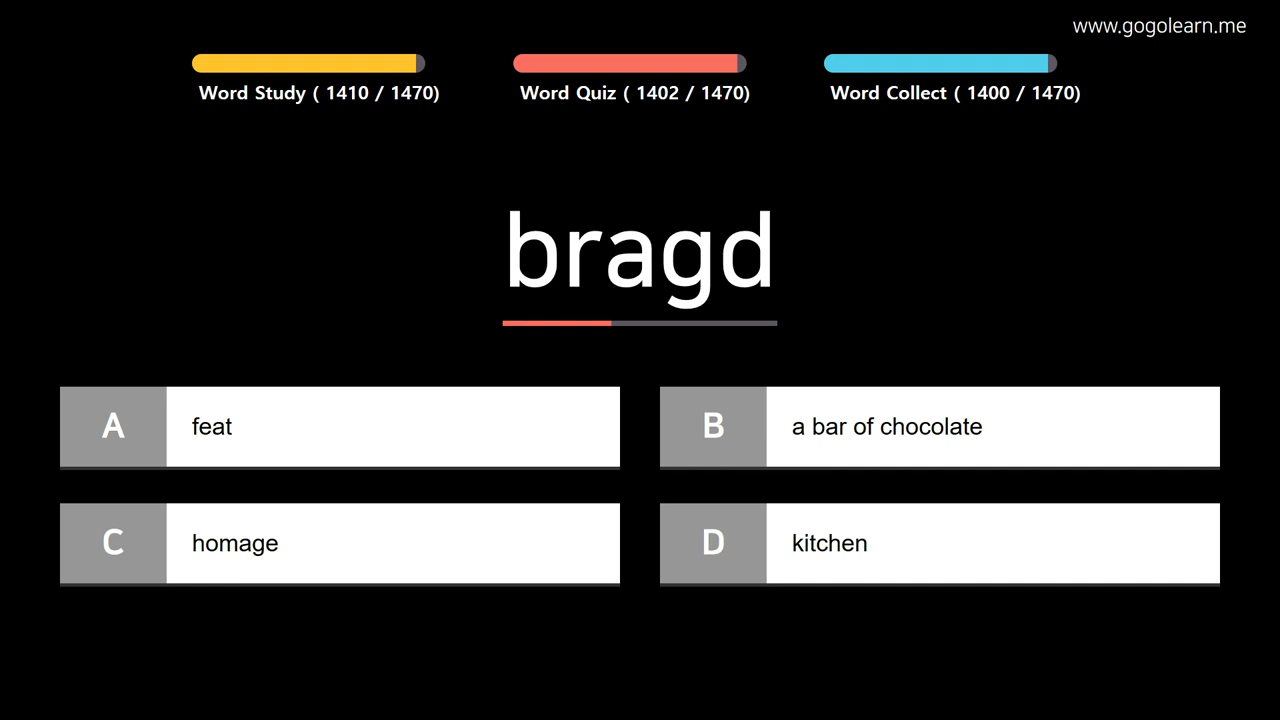 www.gogolearn.me
Word Study ( 1410 / 1470)
Word Quiz ( 1402 / 1470)
Word Collect ( 1400 / 1470)
bragd
A feat
B a bar of chocolate
C homage
D kitchen